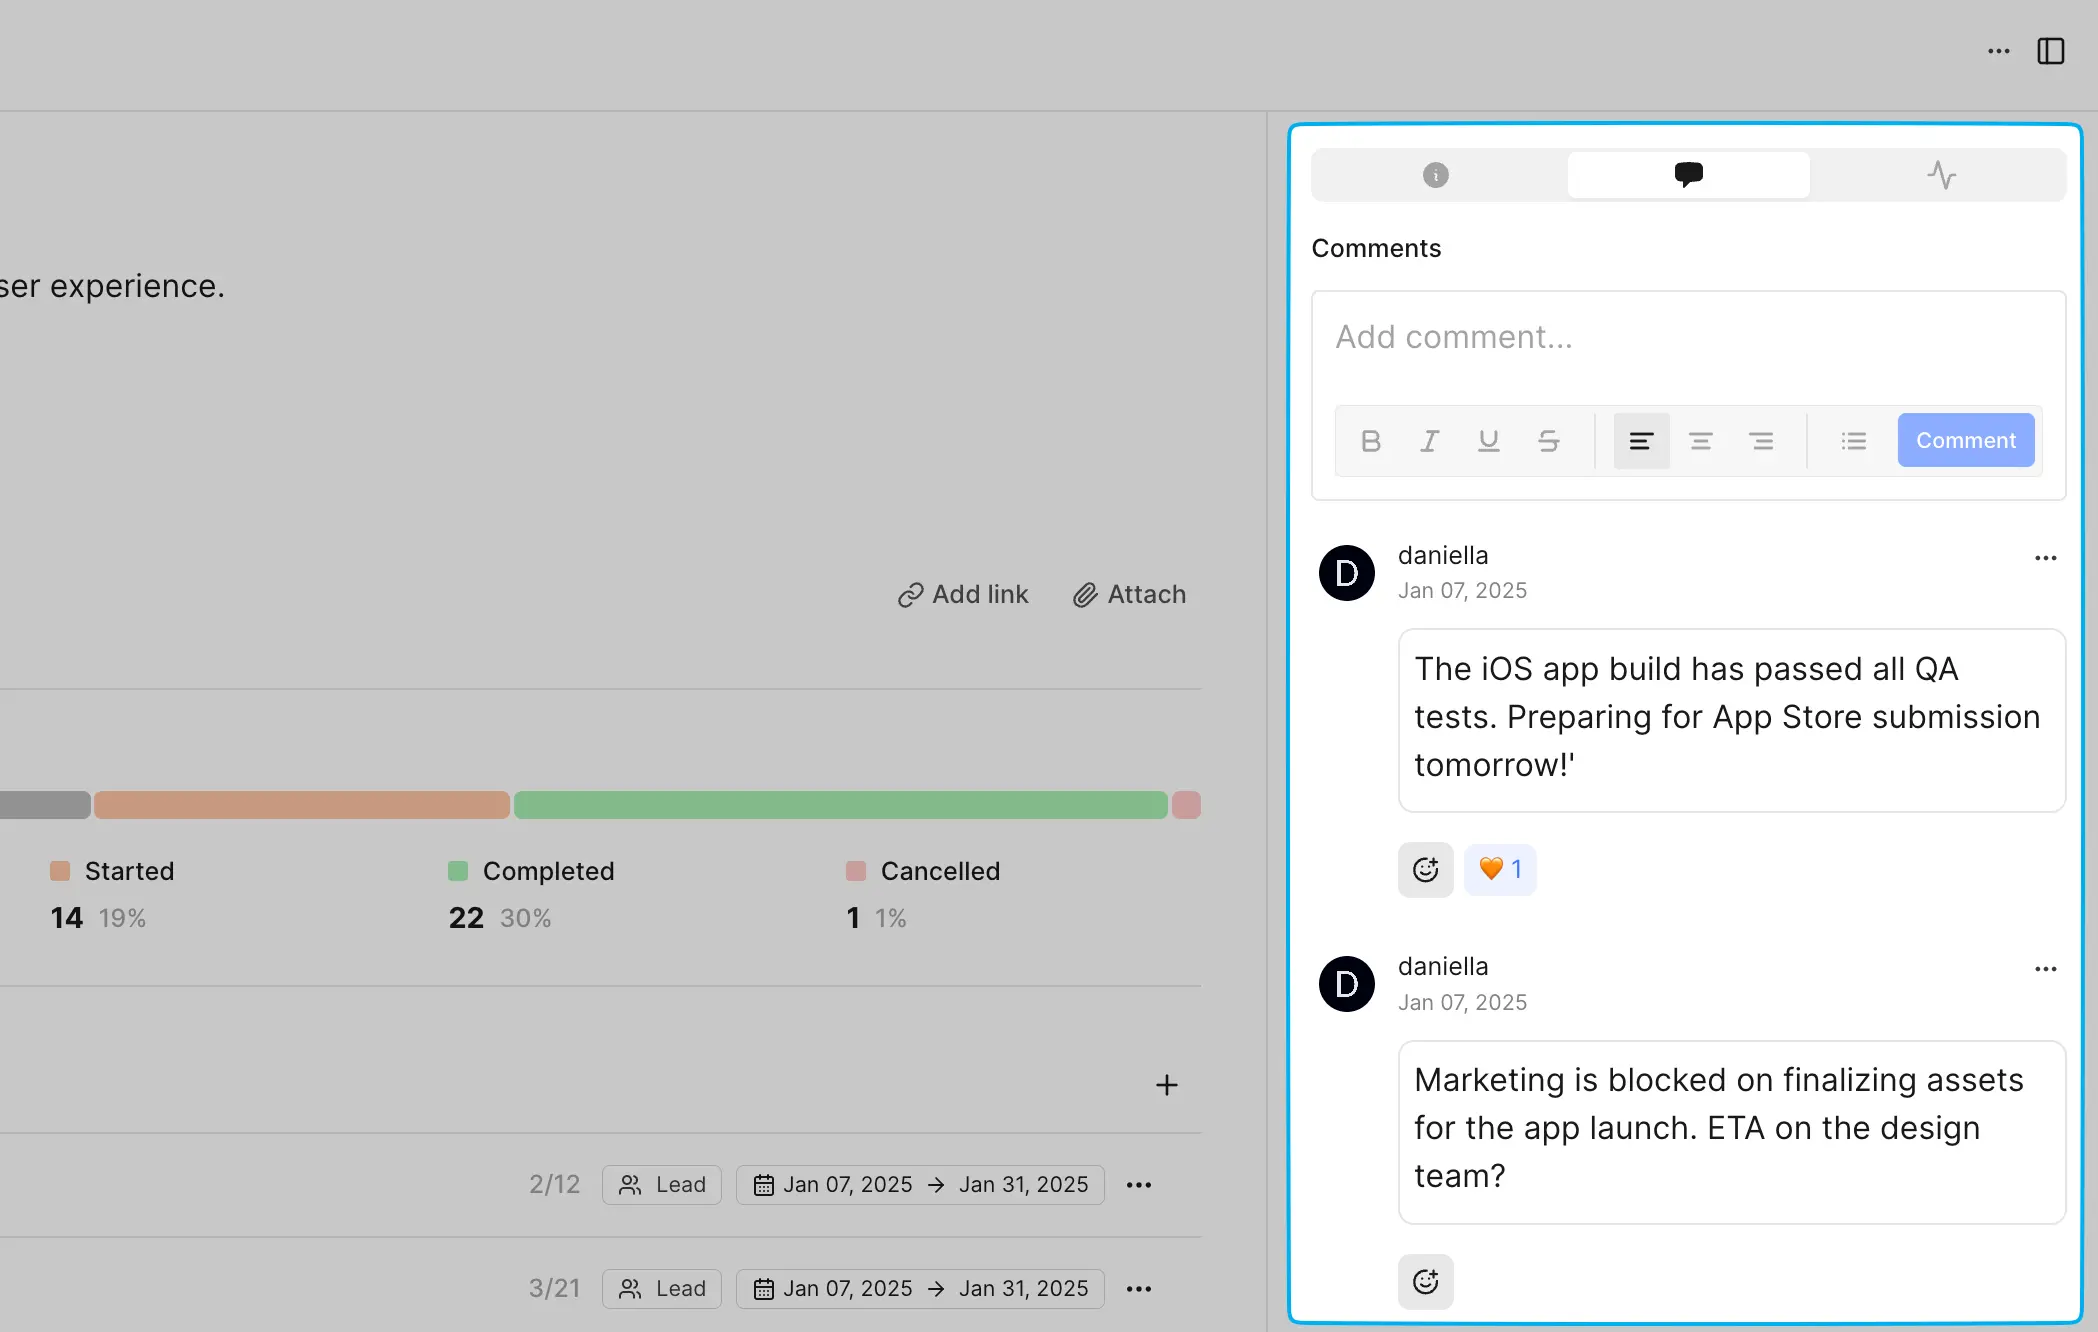 ser experience.
Add link
Attach
Started
14 19%
Completed
22 30%
Cancelled
1 1%
2/12 Lead Jan 07, 2025 → Jan 31, 2025
3/21 Lead Jan 07, 2025 → Jan 31, 2025
Comments
Add comment...
B I U S
Comment
D
daniella
Jan 07, 2025
The iOS app build has passed all QA
tests. Preparing for App Store submission
tomorrow!'
1
D
daniella
Jan 07, 2025
Marketing is blocked on finalizing assets
for the app launch. ETA on the design
team?